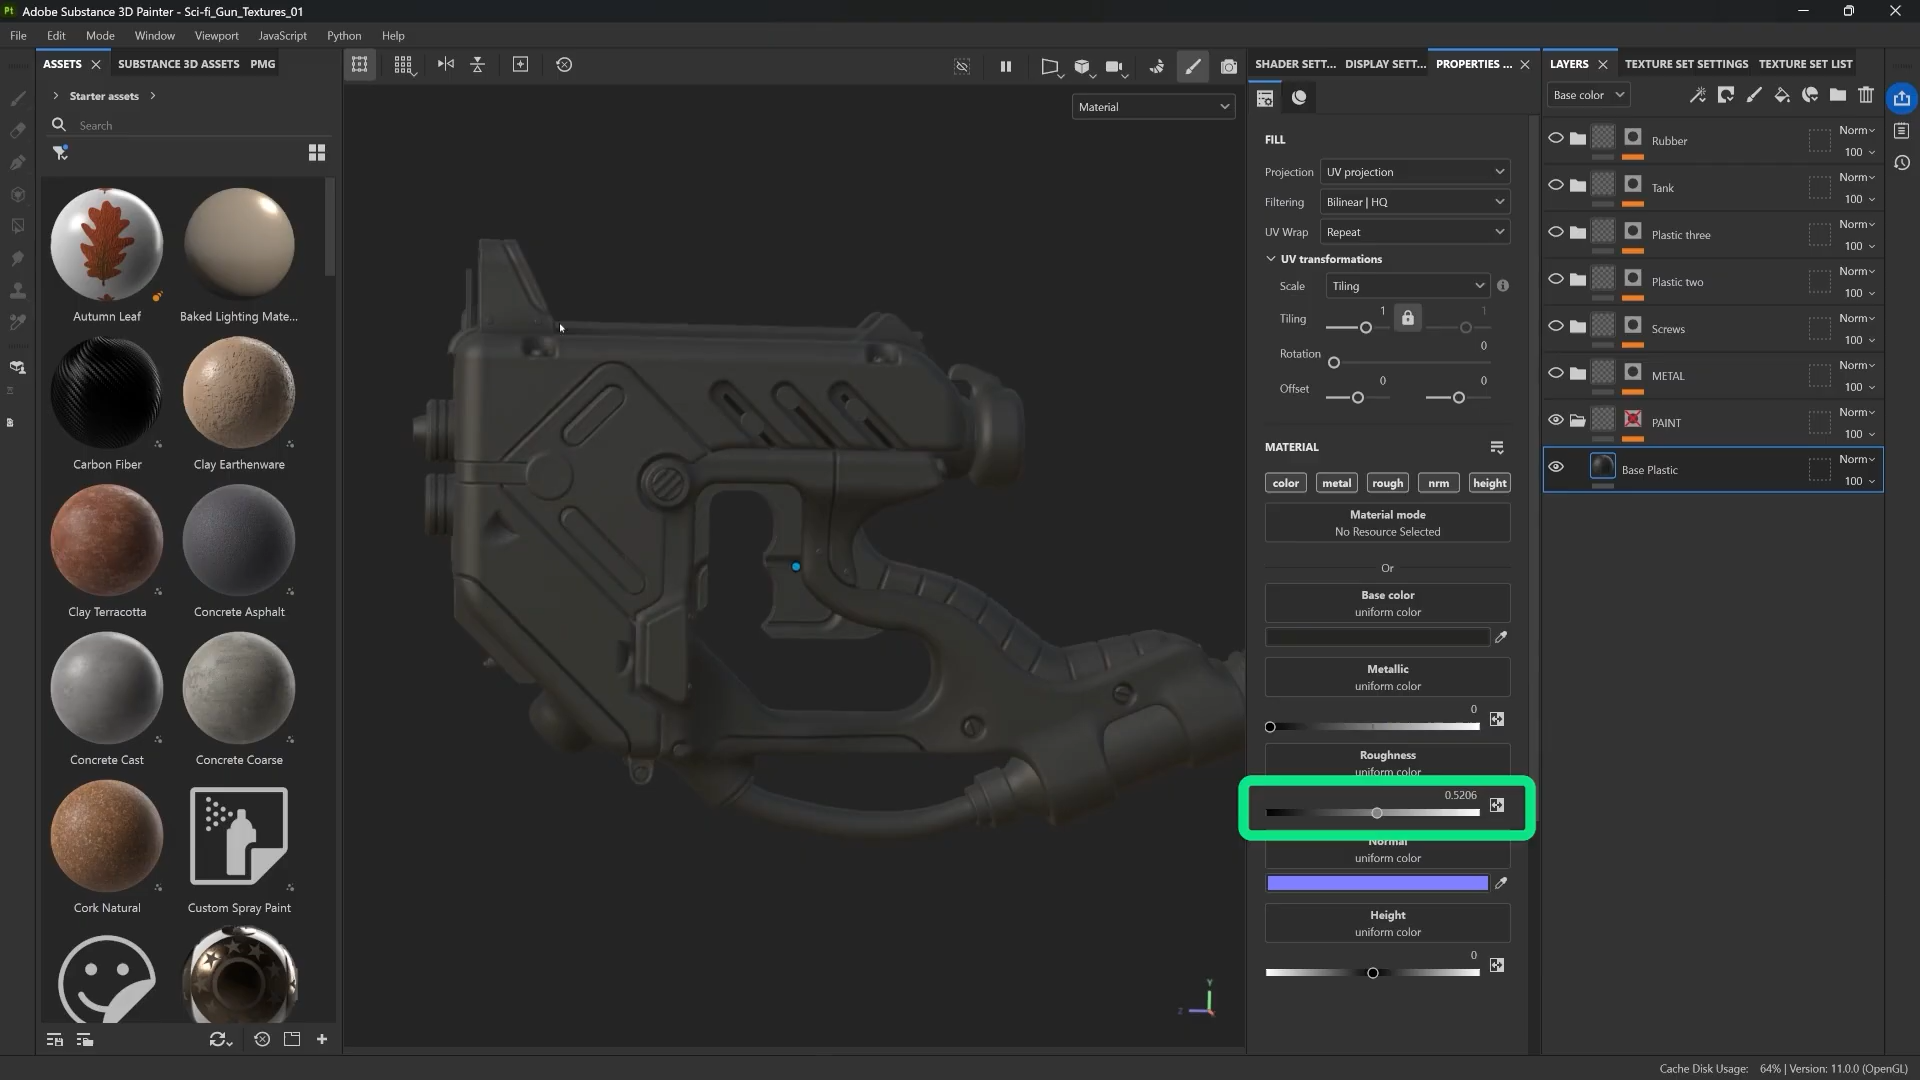 Pt Adobe Substance 3D Painter - Sci-fi_Gun_Textures_01
File Edit Mode Window Viewport JavaScript Python Help
ASSETS SUBSTANCE 3D ASSETS PMG
Starter assets
Search
Autumn Leaf
Baked Lighting Mate...
Carbon Fiber
Clay Earthenware
Clay Terracotta
Concrete Asphalt
Concrete Cast
Concrete Coarse
Cork Natural
Custom Spray Paint
Material
Y
Z
SHADER SETT... DISPLAY SETT... PROPERTIES ...
FILL
Projection UV projection
Filtering Bilinear | HQ
UV Wrap Repeat
UV transformations
Scale Tiling
Tiling 1 1
Rotation 0
Offset 0 0
MATERIAL
color metal rough nrm height
Material mode
No Resource Selected
Or
Base color
uniform color
Metallic
uniform color
0
Roughness
uniform color
0.5206
Normal
uniform color
Height
uniform color
0
LAYERS TEXTURE SET SETTINGS TEXTURE SET LIST
Base color
Rubber Norm 100
Tank Norm 100
Plastic three Norm 100
Plastic two Norm 100
Screws Norm 100
METAL Norm 100
PAINT Norm 100
Base Plastic Norm 100
Cache Disk Usage: 64% | Version: 11.0.0 (OpenGL)